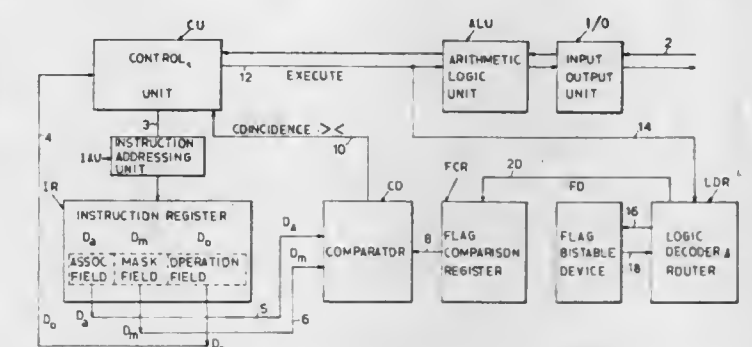 CU
ALU
I/O
CONTROL
UNIT
12
EXECUTE
ARITHMETIC
LOGIC
UNIT
INPUT
OUTPUT
UNIT
2
4
3
COINCIDENCE ><
10
14
IAU
INSTRUCTION
ADDRESSING
UNIT
IR
CD
FCR
20
FD
LDR
INSTRUCTION REGISTER
Da Dm Do
ASSOC FIELD
MASK FIELD
OPERATION FIELD
DA
Dm
COMPARATOR
8
FLAG
COMPARISON
REGISTER
FLAG
BISTABLE
DEVICE
16
18
LOGIC
DECODER &
ROUTER
Do
Da
5
Dm
6